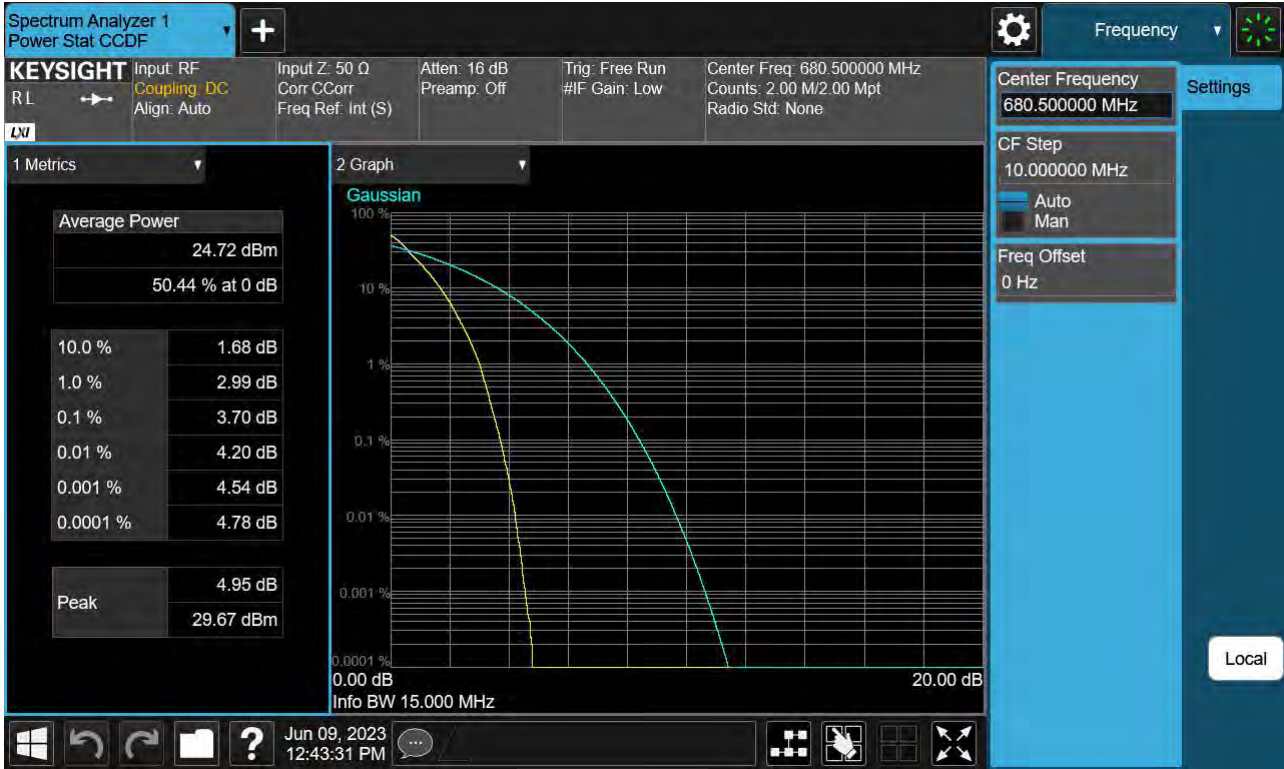 Spectrum Analyzer 1
Power Stat CCDF
+
Frequency
KEYSIGHT
RL
LXI
Input: RF
Coupling: DC
Align: Auto
Input Z: 50 Ω
Corr CCorr
Freq Ref: Int (S)
Atten: 16 dB
Preamp: Off
Trig: Free Run
#IF Gain: Low
Center Freq: 680.500000 MHz
Counts: 2.00 M/2.00 Mpt
Radio Std: None
Center Frequency
680.500000 MHz
Settings
CF Step
10.000000 MHz
Auto
Man
Freq Offset
0 Hz
1 Metrics
Average Power
24.72 dBm
50.44 % at 0 dB
10.0 % 1.68 dB
1.0 % 2.99 dB
0.1 % 3.70 dB
0.01 % 4.20 dB
0.001 % 4.54 dB
0.0001 % 4.78 dB
Peak
4.95 dB
29.67 dBm
2 Graph
Gaussian
100 %
10 %
1 %
0.1 %
0.01 %
0.001 %
0.0001 %
0.00 dB 20.00 dB
Info BW 15.000 MHz
Local
?
Jun 09, 2023
12:43:31 PM